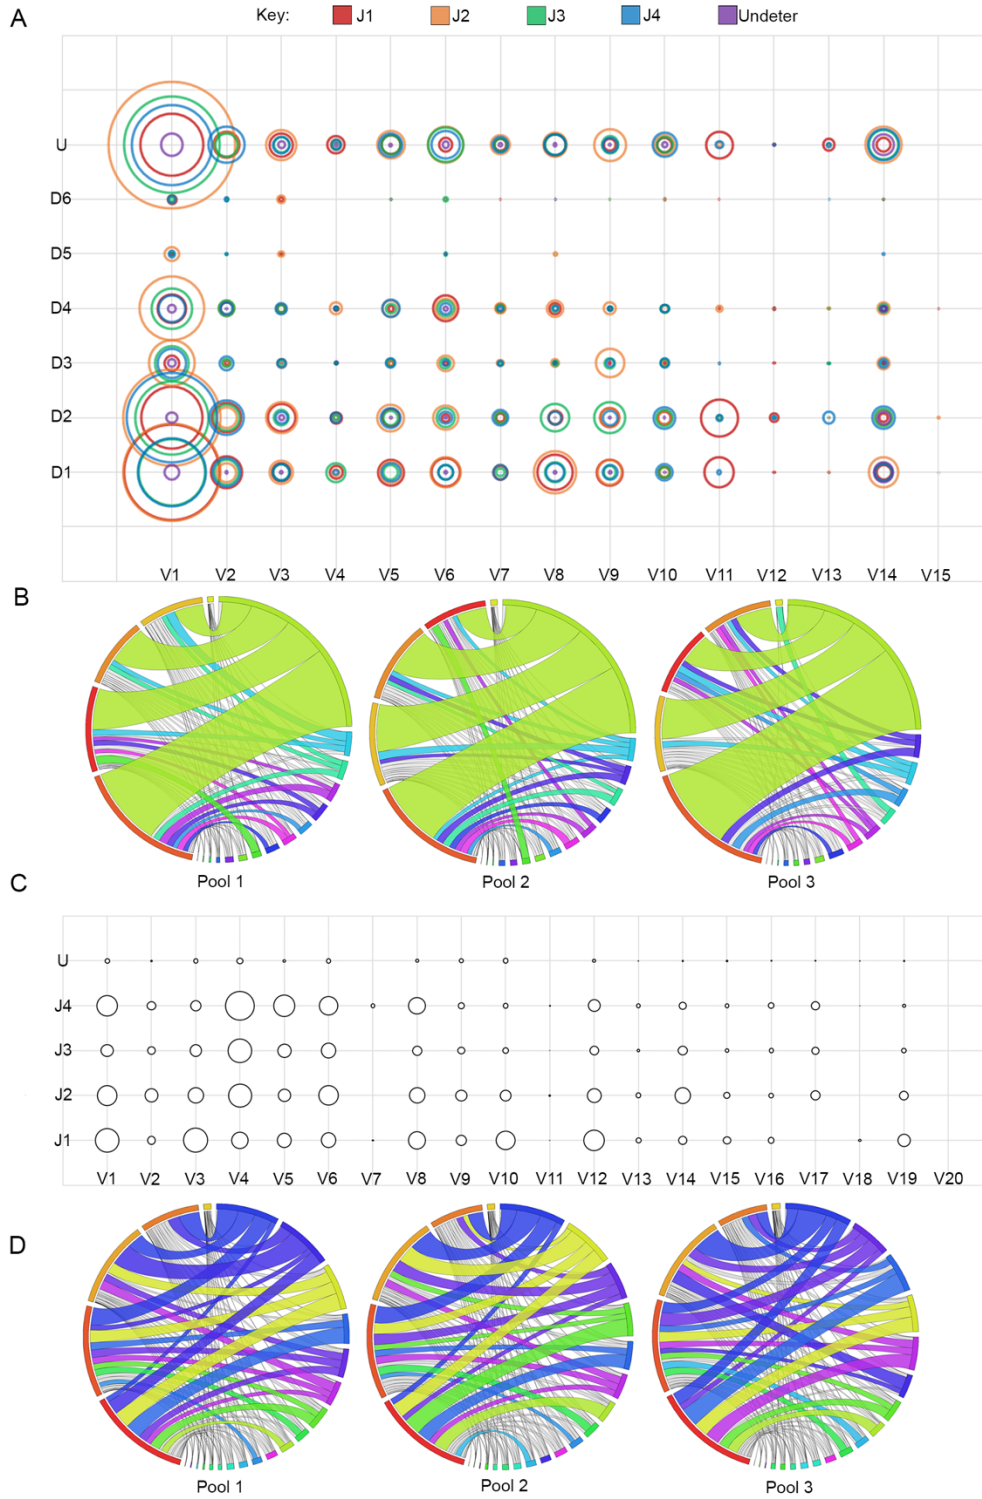 A
Key: J1 J2 J3 J4 Undeter
U
D6
D5
D4
D3
D2
D1
V1 V2 V3 V4 V5 V6 V7 V8 V9 V10 V11 V12 V13 V14 V15
B
Pool 1 Pool 2 Pool 3
C
U
J4
J3
J2
J1
V1 V2 V3 V4 V5 V6 V7 V8 V9 V10 V11 V12 V13 V14 V15 V16 V17 V18 V19 V20
D
Pool 1 Pool 2 Pool 3